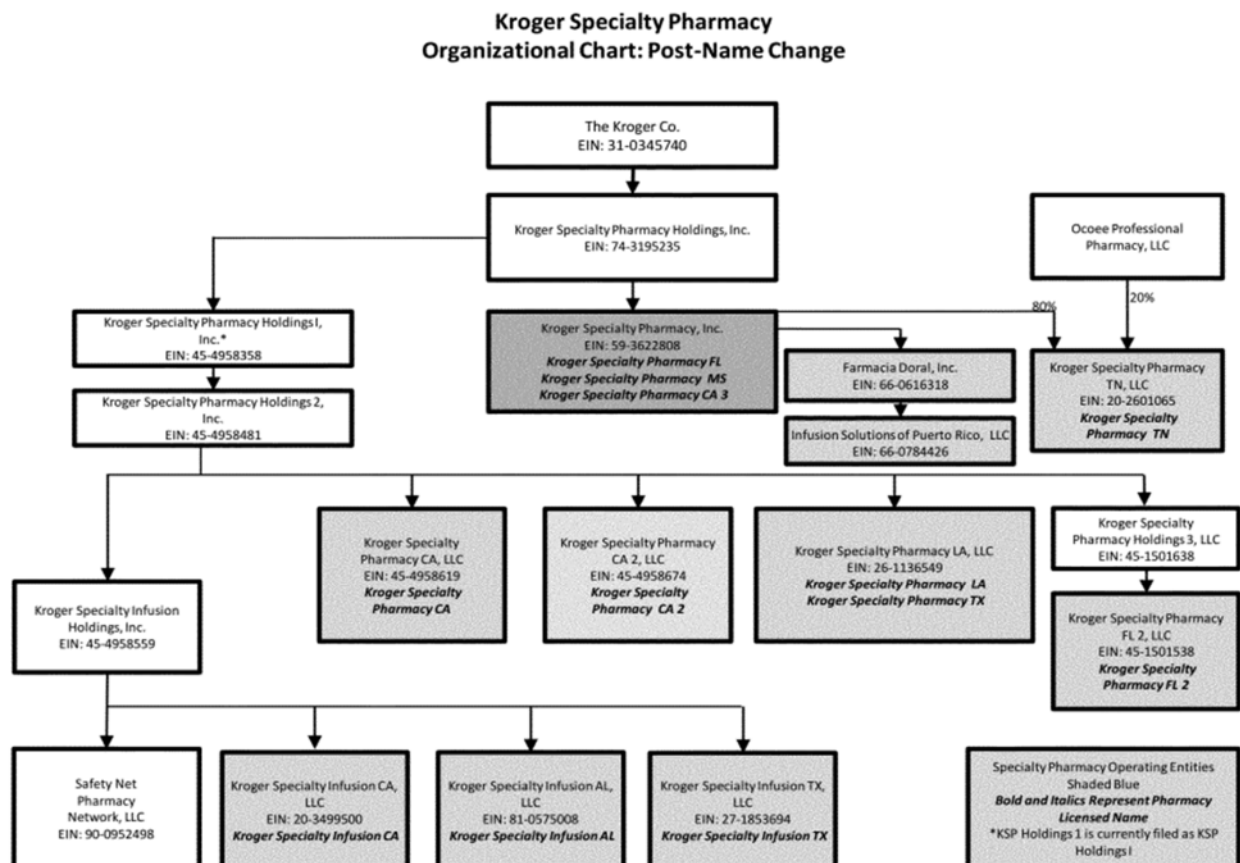 Kroger Specialty Pharmacy
Organizational Chart: Post-Name Change
The Kroger Co.
EIN: 31-0345740
Kroger Specialty Pharmacy Holdings, Inc.
EIN: 74-3195235
Ocoee Professional
Pharmacy, LLC
80%
20%
Kroger Specialty Pharmacy Holdings I,
Inc.*
EIN: 45-4958358
Kroger Specialty Pharmacy, Inc.
EIN: 59-3622808
Kroger Specialty Pharmacy FL
Kroger Specialty Pharmacy MS
Kroger Specialty Pharmacy CA 3
Farmacia Doral, Inc.
EIN: 66-0616318
Kroger Specialty Pharmacy
TN, LLC
EIN: 20-2601065
Kroger Specialty
Pharmacy TN
Kroger Specialty Pharmacy Holdings 2,
Inc.
EIN: 45-4958481
Infusion Solutions of Puerto Rico, LLC
EIN: 66-0784426
Kroger Specialty Infusion
Holdings, Inc.
EIN: 45-4958559
Kroger Specialty
Pharmacy CA, LLC
EIN: 45-4958619
Kroger Specialty
Pharmacy CA
Kroger Specialty Pharmacy
CA 2, LLC
EIN: 45-4958674
Kroger Specialty
Pharmacy CA 2
Kroger Specialty Pharmacy LA, LLC
EIN: 26-1136549
Kroger Specialty Pharmacy LA
Kroger Specialty Pharmacy TX
Kroger Specialty
Pharmacy Holdings 3, LLC
EIN: 45-1501638
Kroger Specialty Pharmacy
FL 2, LLC
EIN: 45-1501538
Kroger Specialty
Pharmacy FL 2
Safety Net
Pharmacy
Network, LLC
EIN: 90-0952498
Kroger Specialty Infusion CA,
LLC
EIN: 20-3499500
Kroger Specialty Infusion CA
Kroger Specialty Infusion AL,
LLC
EIN: 81-0575008
Kroger Specialty Infusion AL
Kroger Specialty Infusion TX,
LLC
EIN: 27-1853694
Kroger Specialty Infusion TX
Specialty Pharmacy Operating Entities
Shaded Blue
Bold and Italics Represent Pharmacy
Licensed Name
*KSP Holdings 1 is currently filed as KSP
Holdings I